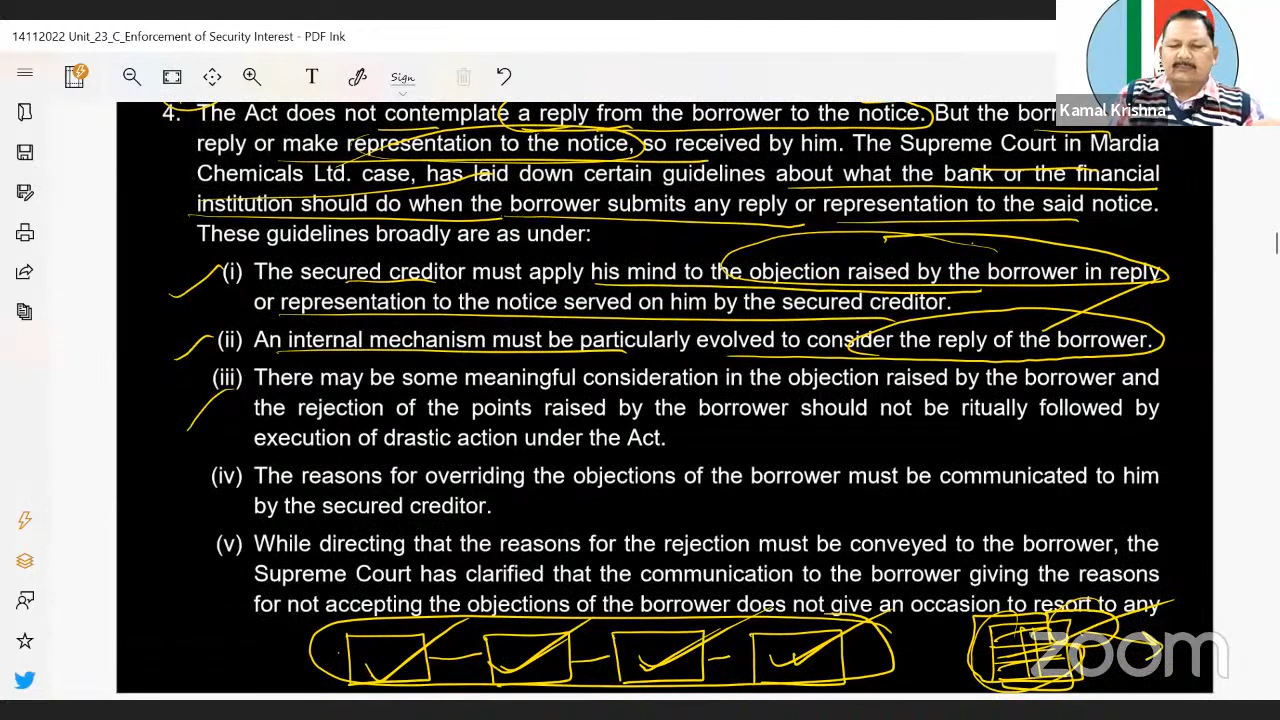 14112022 Unit_23_C_Enforcement of Security Interest - PDF Ink
Sign
Kamal Krishna
4. The Act does not contemplate a reply from the borrower to the notice. But the
reply or make representation to the notice, so received by him. The Supreme Court in Mardia
Chemicals Ltd. case, has laid down certain guidelines about what the bank or the financial
institution should do when the borrower submits any reply or representation to the said notice.
These guidelines broadly are as under:
(i) The secured creditor must apply his mind to the objection raised by the borrower in reply
or representation to the notice served on him by the secured creditor.
(ii) An internal mechanism must be particularly evolved to consider the reply of the borrower.
(iii) There may be some meaningful consideration in the objection raised by the borrower and
the rejection of the points raised by the borrower should not be ritually followed by
execution of drastic action under the Act.
(iv) The reasons for overriding the objections of the borrower must be communicated to him
by the secured creditor.
(v) While directing that the reasons for the rejection must be conveyed to the borrower, the
Supreme Court has clarified that the communication to the borrower giving the reasons
for not accepting the objections of the borrower does not give an occasion to resort to any
zoom